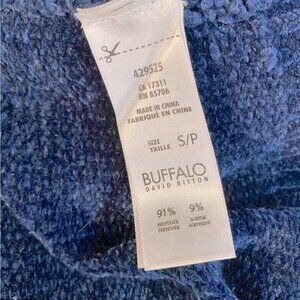 429525
CA 17311
RN 85706
MADE IN CHINA
FABRIQUÉ EN CHINE
SIZE
TAILLE S/P
BUFFALO
DAVID BITTON
91% 9%
POLYESTER ACRYLIC
POLYESTER ACRYLIQUE